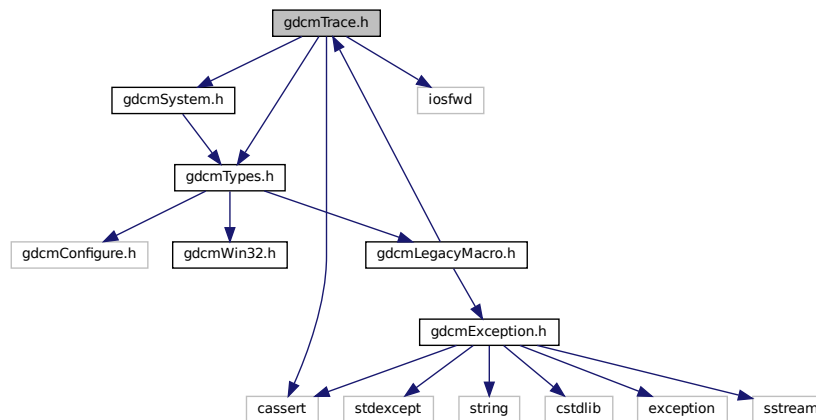 gdcmTrace.h
gdcmSystem.h
iosfwd
gdcmTypes.h
gdcmConfigure.h
gdcmWin32.h
gdcmLegacyMacro.h
gdcmException.h
cassert
stdexcept
string
cstdlib
exception
sstream